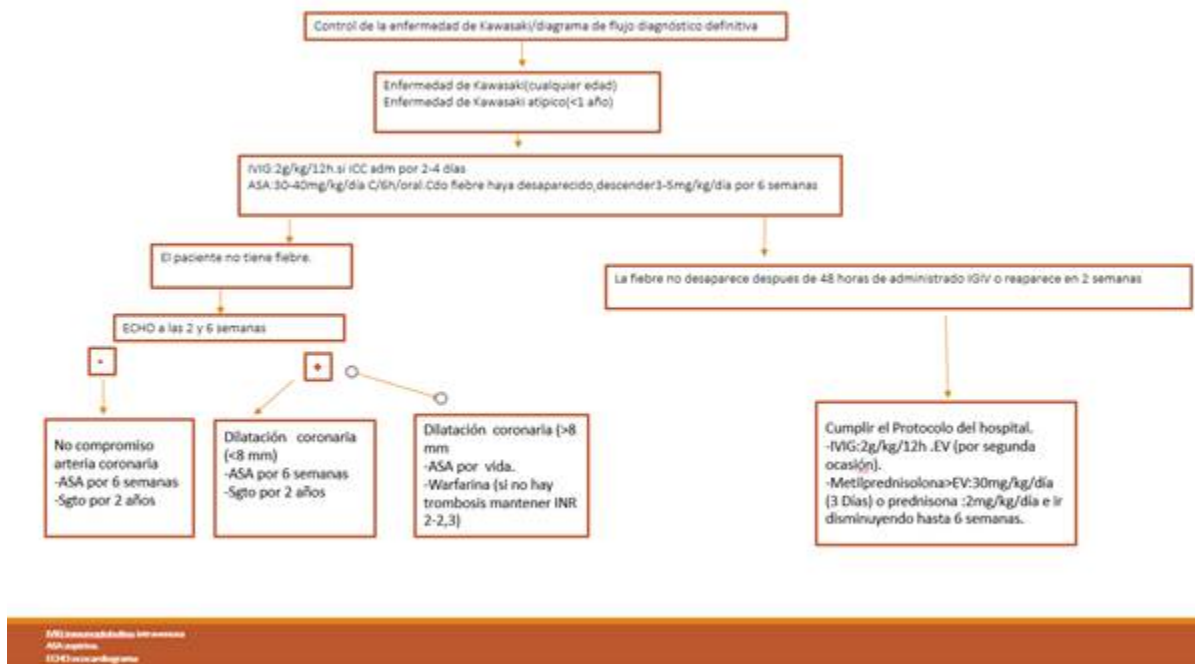 Control de la enfermedad de Kawasaki/diagrama de flujo diagnóstico definitiva
Enfermedad de Kawasaki(cualquier edad)
Enfermedad de Kawasaki atípico(<1 año)
IVIG:2g/kg/12h.si ICC adm por 2-4 días
ASA:30-40mg/kg/día C/6h/oral.Cdo fiebre haya desaparecido,descender3-5mg/kg/día por 6 semanas
El paciente no tiene fiebre.
La fiebre no desaparece despues de 48 horas de administrado IGIV o reaparece en 2 semanas
ECHO a las 2 y 6 semanas
-
+
No compromiso
arteria coronaria
-ASA por 6 semanas
-Sgto por 2 años
Dilatación coronaria
(<8 mm)
-ASA por 6 semanas
-Sgto por 2 años
Dilatación coronaria (>8
mm
-ASA por vida.
-Warfarina (si no hay
trombosis mantener INR
2-2,3)
Cumplir el Protocolo del hospital.
-IVIG:2g/kg/12h .EV (por segunda
ocasión).
-Metilprednisolona>EV:30mg/kg/día
(3 Días) o prednisona :2mg/kg/día e ir
disminuyendo hasta 6 semanas.
IVIG:inmunoglobulina intravenosa
ASA:aspirina.
ECHO:ecocardiograma